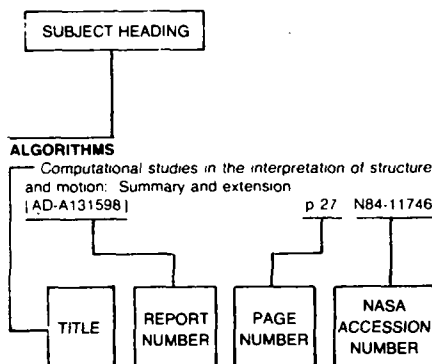 SUBJECT HEADING
ALGORITHMS
Computational studies in the interpretation of structure
and motion: Summary and extension
[AD-A131598] p 27 N84-11746
TITLE
REPORT
NUMBER
PAGE
NUMBER
NASA
ACCESSION
NUMBER